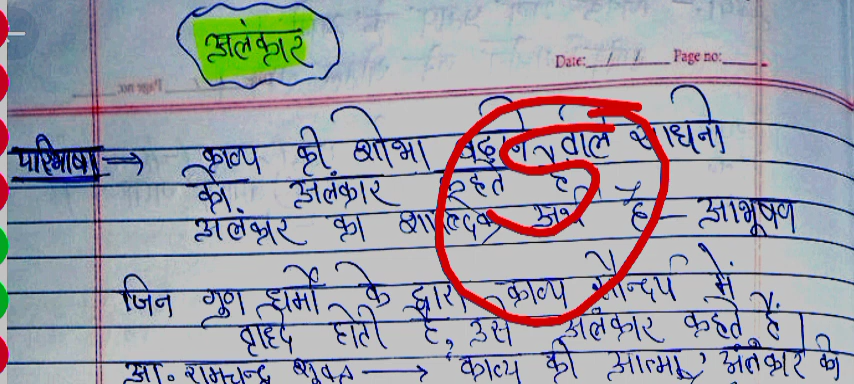 अलंकार
Date: / / Page no:
परिभाषा → काव्य की शोभा बढ़ाने वाले साधनो
को अलंकार कहते है
अलंकार का शाब्दिक अर्थ है – आभूषण
जिन गुण धर्मो के द्वारा काव्य सौन्दर्य में
वृद्दि होती है, उसे अलंकार कहते हैं।
आ. रामचन्द्र शुक्ल → काव्य की आत्मा, अलंकार को
5